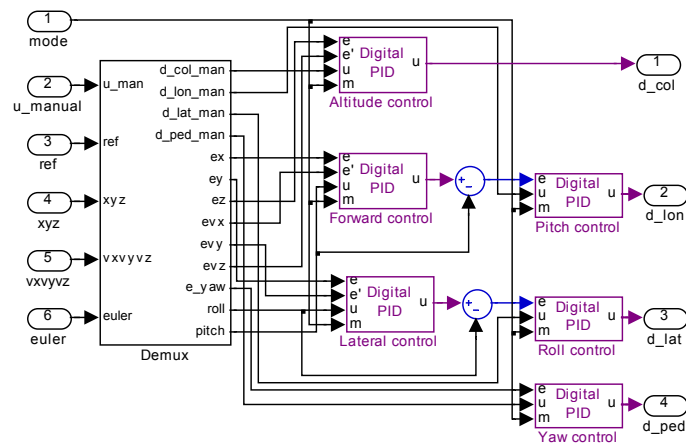 1
mode
2
u_manual
3
ref
4
xyz
5
vxvyvz
6
euler
u_man
ref
xyz
vxvyvz
euler
d_col_man
d_lon_man
d_lat_man
d_ped_man
ex
ey
ez
evx
evy
evz
e_yaw
roll
pitch
Demux
e
e'
u
m
Digital
PID
u
Altitude control
e
e'
u
m
Digital
PID
u
Forward control
e
e'
u
m
Digital
PID
u
Lateral control
+
−
+
−
e
u
m
Digital
PID
u
Pitch control
e
u
m
Digital
PID
u
Roll control
e
u
m
Digital
PID
u
Yaw control
1
d_col
2
d_lon
3
d_lat
4
d_ped